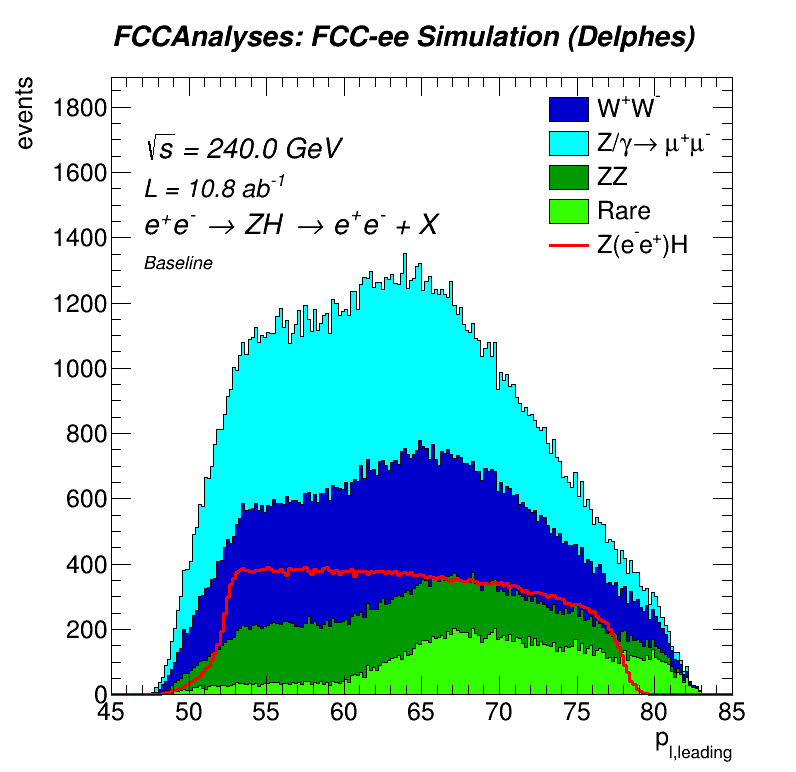 FCCAnalyses: FCC-ee Simulation (Delphes)
events
1800
1600
1400
1200
1000
800
600
400
200
0
√s = 240.0 GeV
L = 10.8 ab⁻¹
e⁺e⁻ → ZH → e⁺e⁻ + X
Baseline
W⁺W⁻
Z/γ→ μ⁺μ⁻
ZZ
Rare
Z(e⁻e⁺)H
45 50 55 60 65 70 75 80 85
p_l,leading